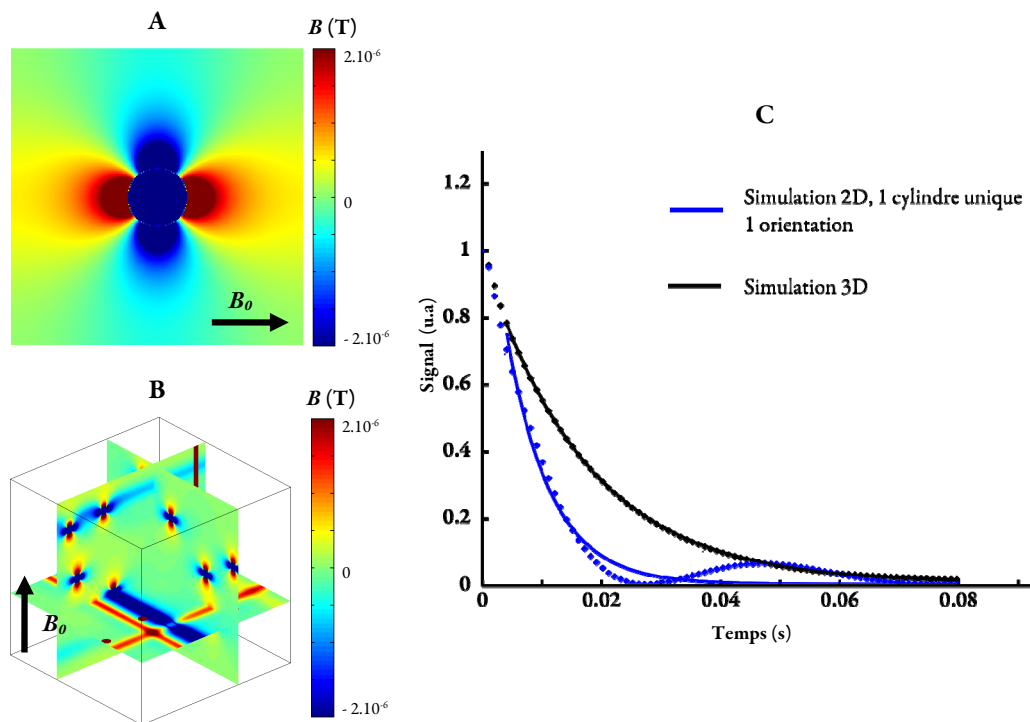 A
B (T)
2.10⁻⁶
0
- 2.10⁻⁶
B₀
B
B (T)
2.10⁻⁶
0
- 2.10⁻⁶
B₀
C
Simulation 2D, 1 cylindre unique
1 orientation
Simulation 3D
Signal (u.a)
1.2
1
0.8
0.6
0.4
0.2
0
0
0.02
0.04
0.06
0.08
Temps (s)